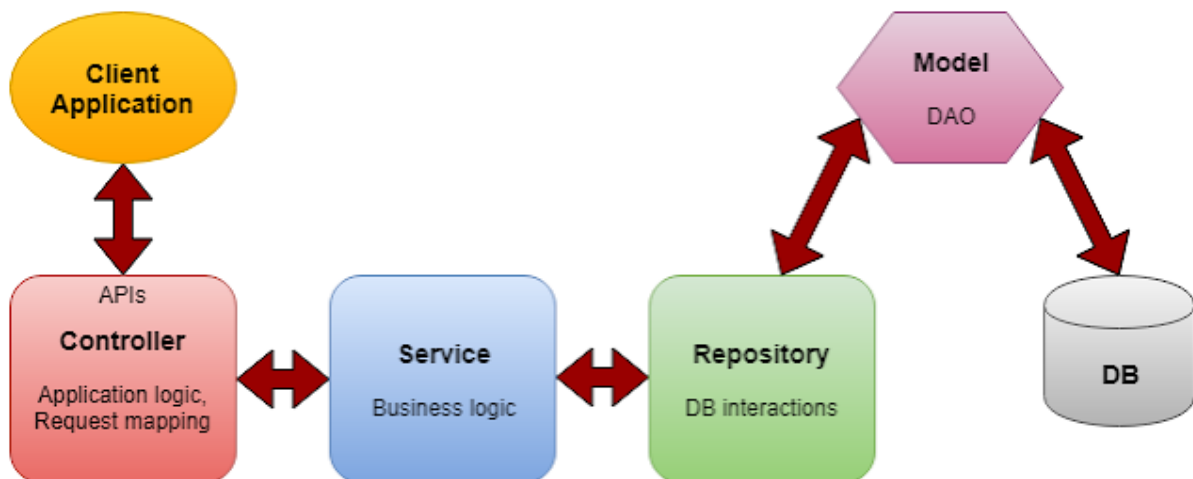 Client
Application
Model
DAO
APIs
Controller
Application logic,
Request mapping
Service
Business logic
Repository
DB interactions
DB